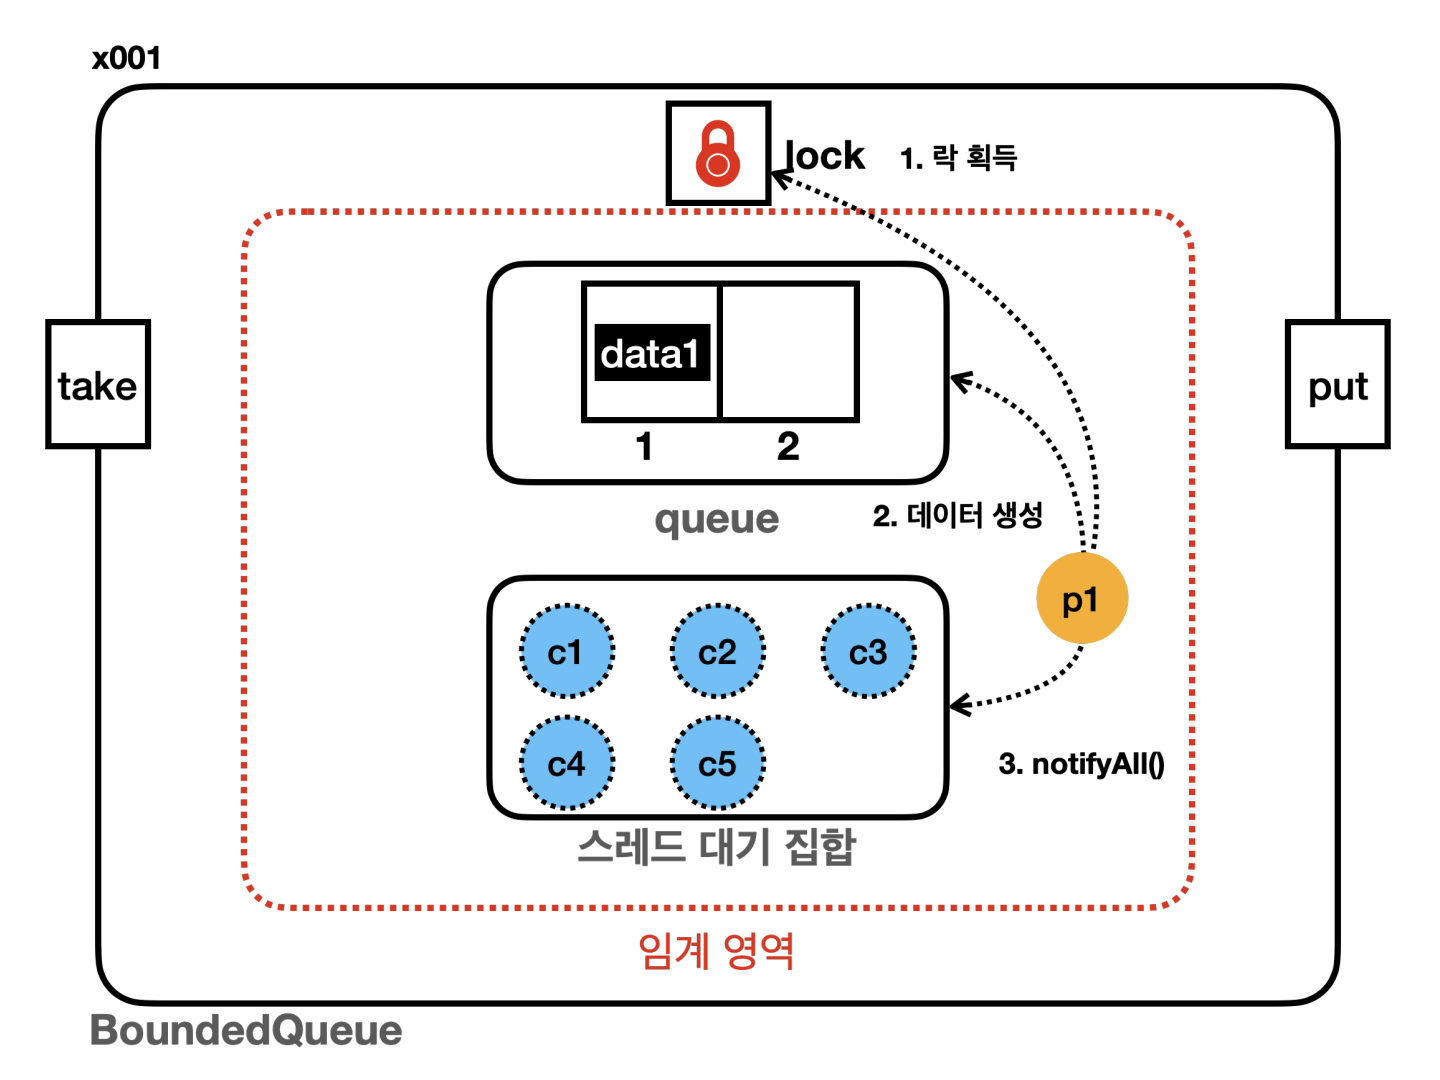 x001
lock
1. 락 획득
take
data1
1
2
put
queue
2. 데이터 생성
p1
c1
c2
c3
c4
c5
3. notifyAll()
스레드 대기 집합
임계 영역
BoundedQueue